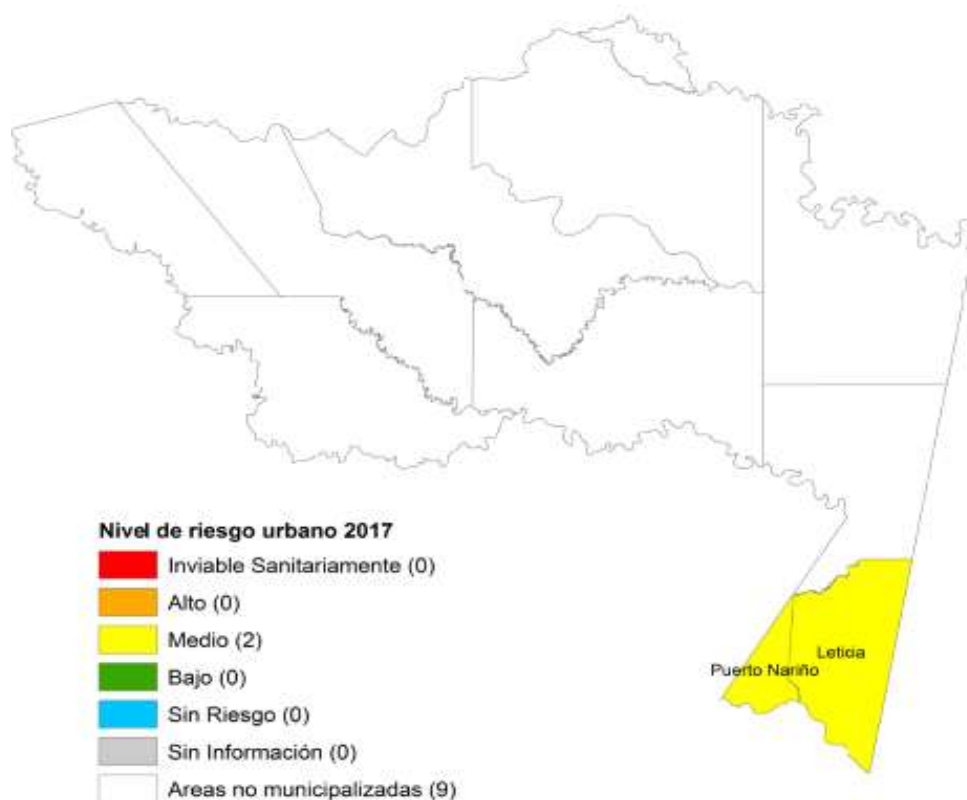 Nivel de riesgo urbano 2017
Inviable Sanitariamente (0)
Alto (0)
Medio (2)
Bajo (0)
Sin Riesgo (0)
Sin Información (0)
Areas no municipalizadas (9)
Leticia
Puerto Nariño